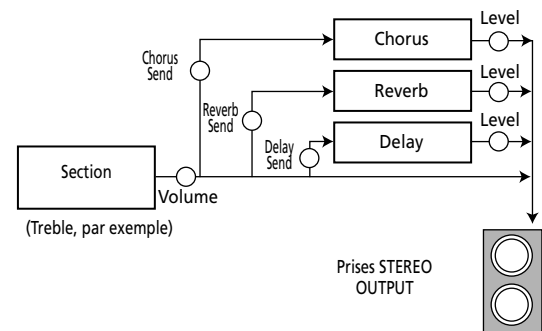 Level
Chorus
Chorus
Send
Level
Reverb
Reverb
Send
Level
Delay
Delay
Send
Section
Volume
(Treble, par exemple)
Prises STEREO
OUTPUT